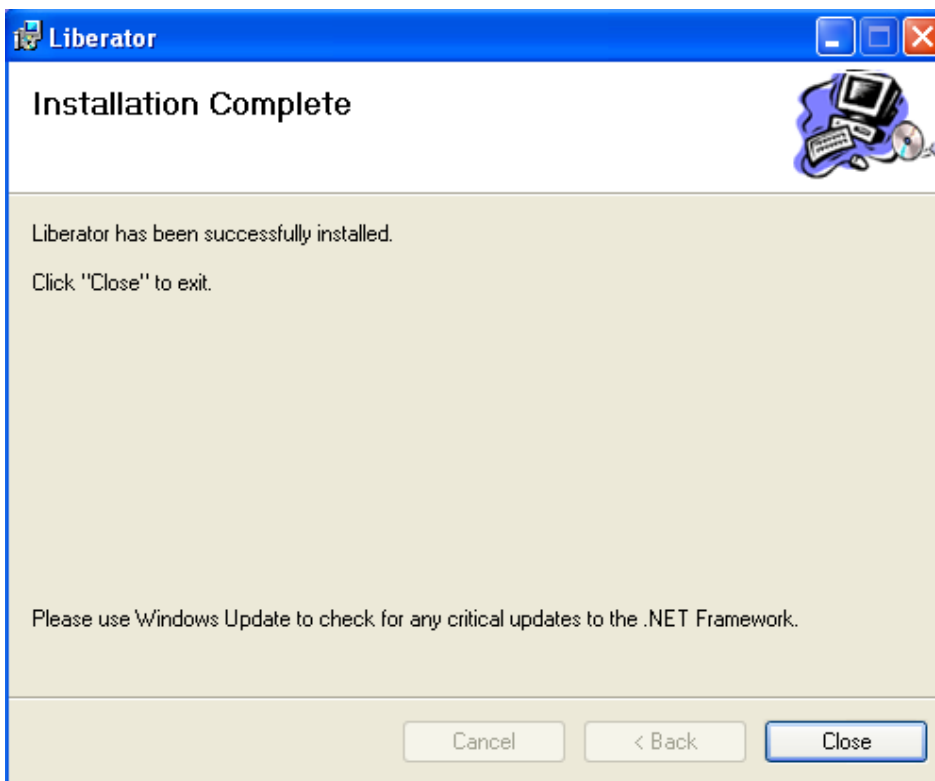 Liberator
Installation Complete
Liberator has been successfully installed.
Click "Close" to exit.
Please use Windows Update to check for any critical updates to the .NET Framework.
Cancel
< Back
Close